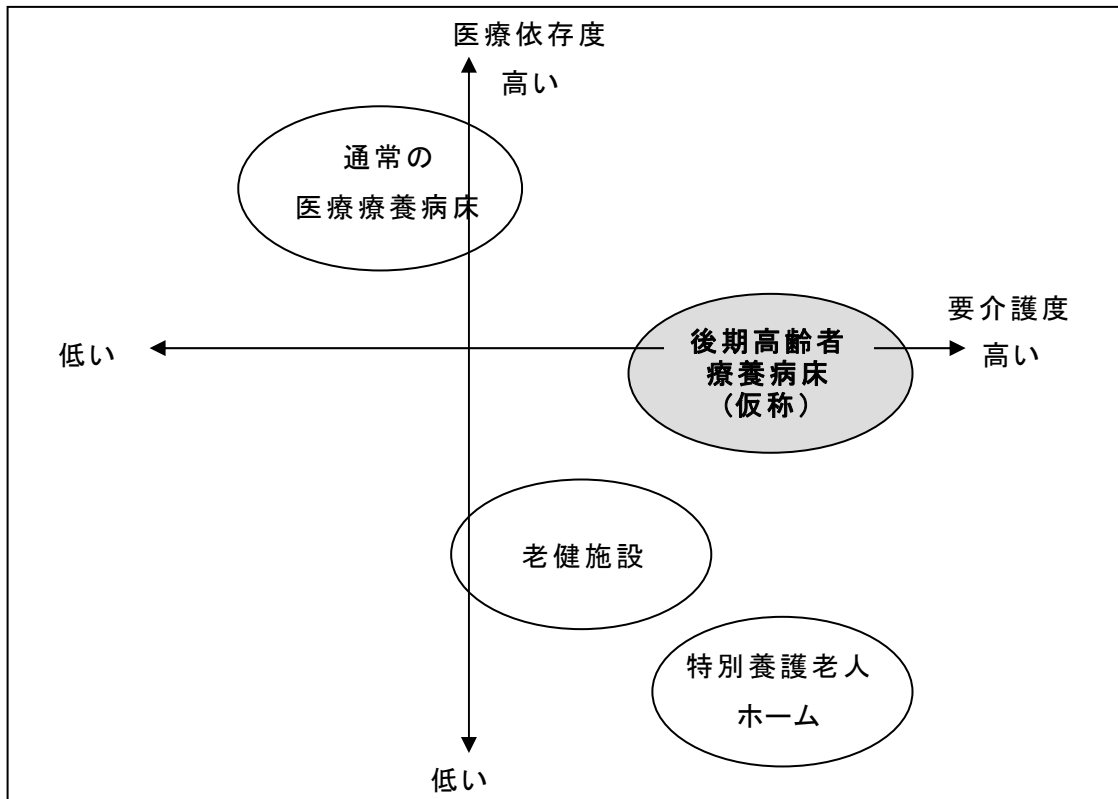 医療依存度
高い
通常の
医療療養病床
要介護度
高い
低い
後期高齢者
療養病床
（仮称）
老健施設
特別養護老人
ホーム
低い